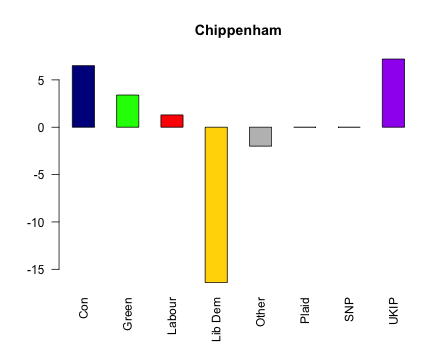 Chippenham
5
0
-5
-10
-15
Con
Green
Labour
Lib Dem
Other
Plaid
SNP
UKIP